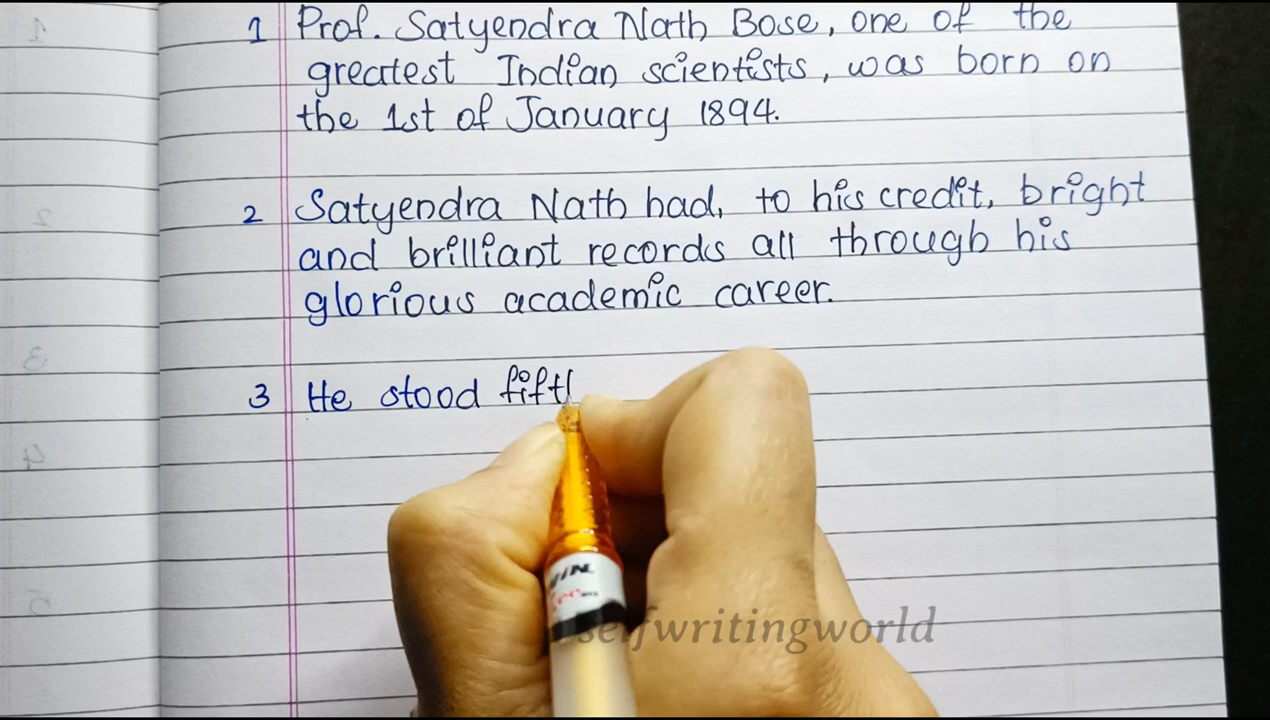 1 Prof. Satyendra Nath Bose, one of the
greatest Indian scientists, was born on
the 1st of January 1894.
2 Satyendra Nath had, to his credit, bright
and brilliant records all through his
glorious academic career.
3 He stood fift
selfwritingworld